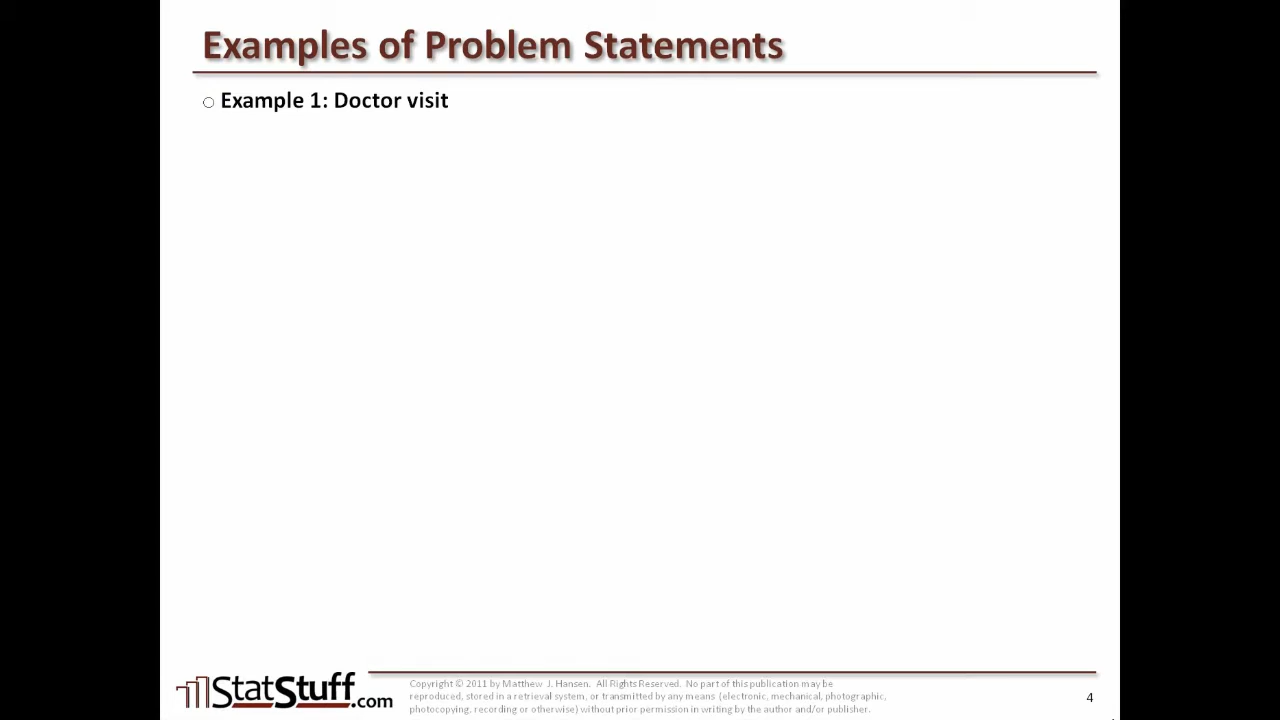 Examples of Problem Statements
○ Example 1: Doctor visit
StatStuff.com
Copyright © 2011 by Matthew J. Hansen. All Rights Reserved. No part of this publication may be
reproduced, stored in a retrieval system, or transmitted by any means (electronic, mechanical, photographic,
photocopying, recording or otherwise) without prior permission in writing by the author and/or publisher.
4